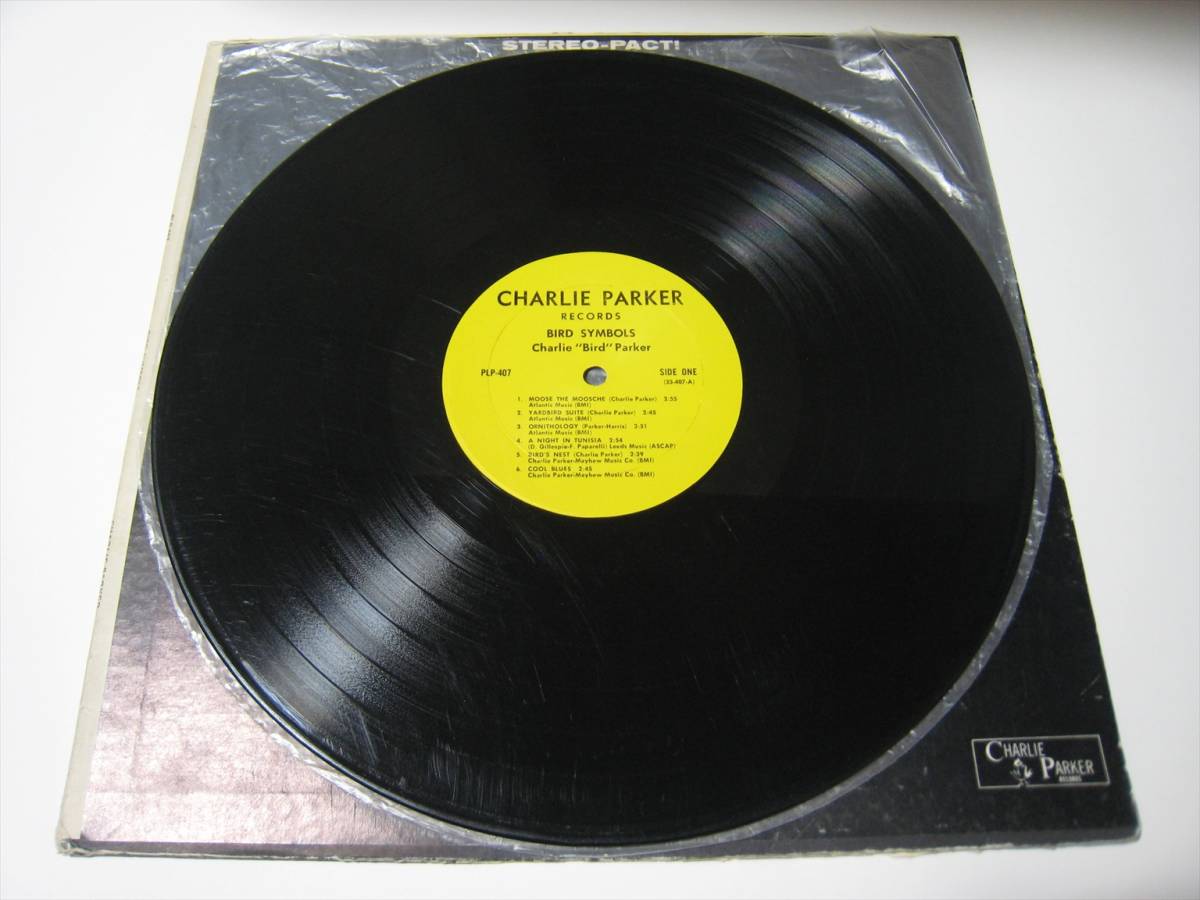 STEREO-PACT!
CHARLIE PARKER
RECORDS
BIRD SYMBOLS
Charlie "Bird" Parker
PLP-407
SIDE ONE
(33-407-A)
1. MOOSE THE MOOSCHE (Charlie Parker) 2:55
Atlantic Music (BMI)
2. YARDBIRD SUITE (Charlie Parker) 2:45
Atlantic Music (BMI)
3. ORNITHOLOGY (Parker-Harris) 2:51
Atlantic Music (BMI)
4. A NIGHT IN TUNISIA 2:54
(D. Gillespie-F. Paparelli) Leeds Music (ASCAP)
5. BIRD'S NEST (Charlie Parker) 2:39
Charlie Parker-Mayhew Music Co. (BMI)
6. COOL BLUES 2:45
Charlie Parker-Mayhew Music Co. (BMI)
CHARLIE
PARKER
RECORDS